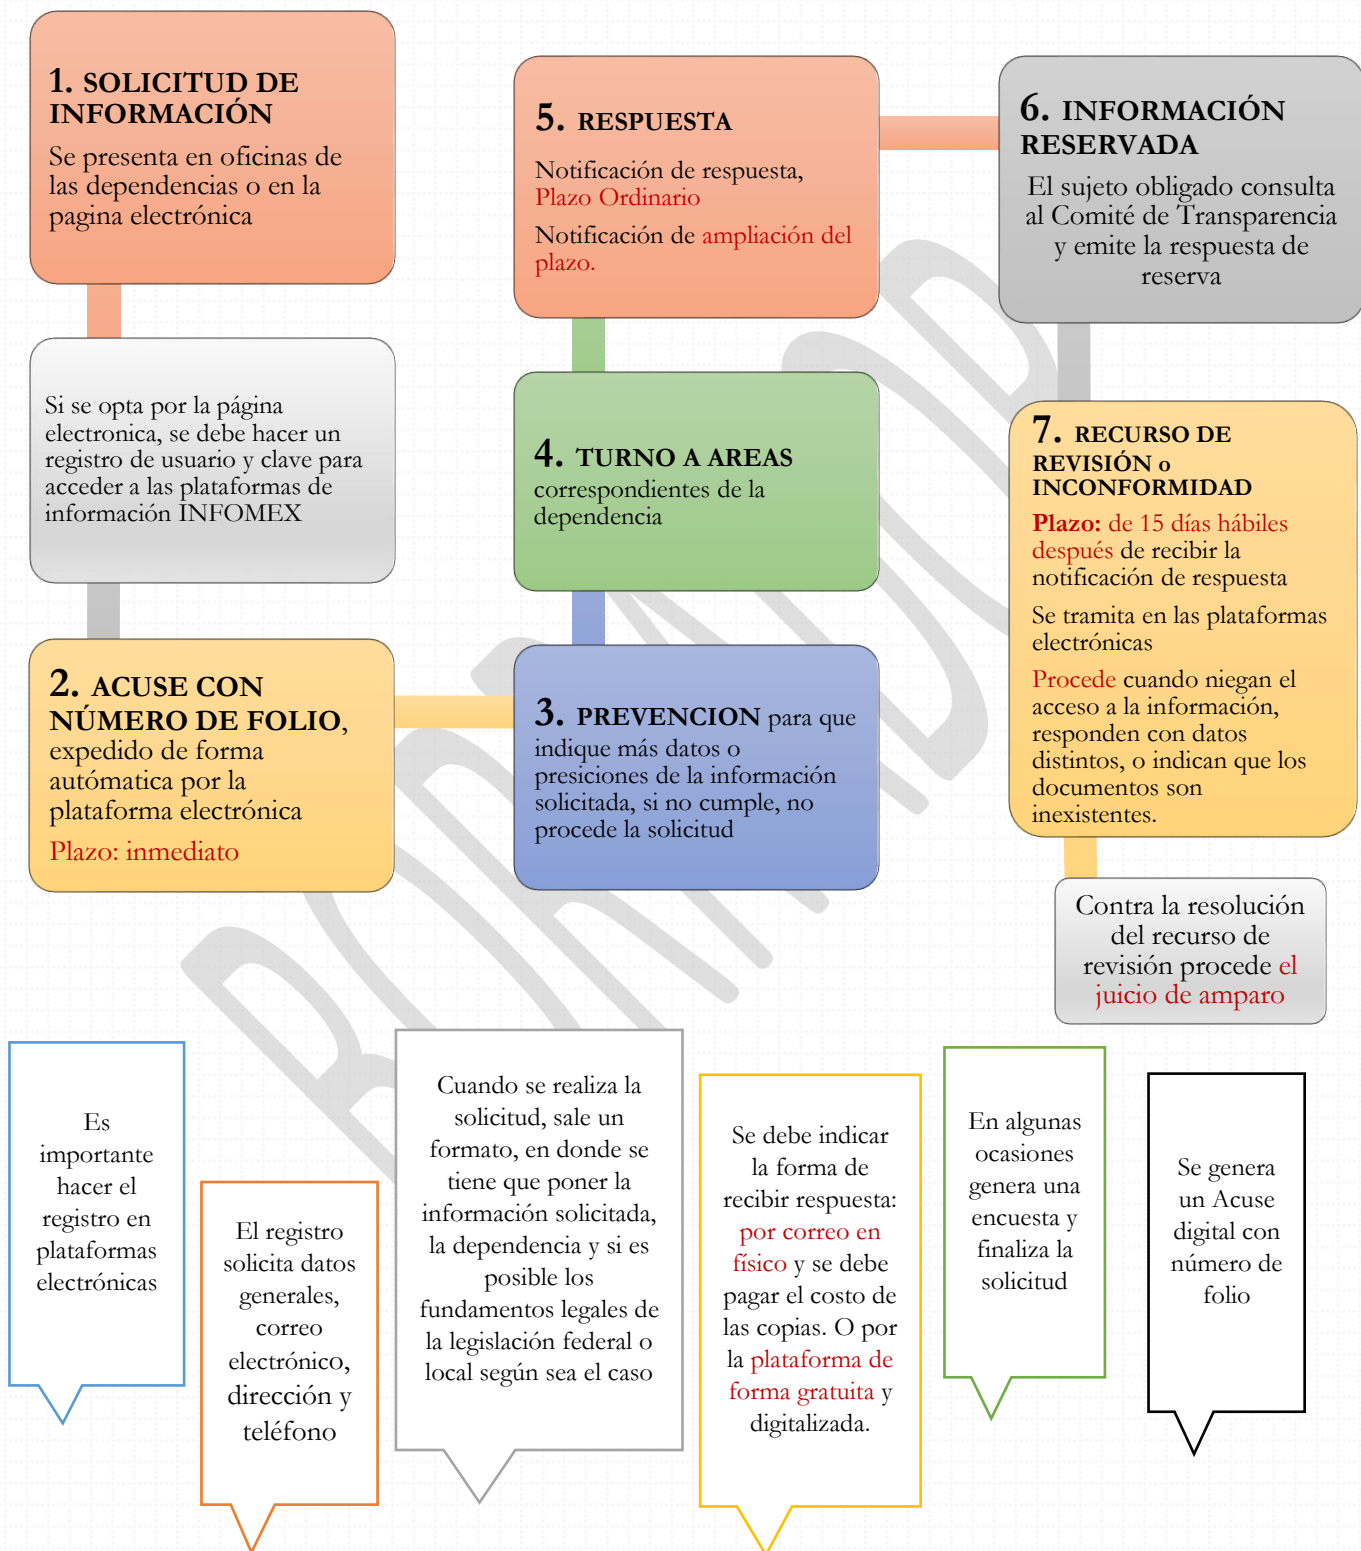 1. SOLICITUD DE
INFORMACIÓN
Se presenta en oficinas de
las dependencias o en la
pagina electrónica
Si se opta por la página
electronica, se debe hacer un
registro de usuario y clave para
acceder a las plataformas de
información INFOMEX
2. ACUSE CON
NÚMERO DE FOLIO,
expedido de forma
autómatica por la
plataforma electrónica
Plazo: inmediato
3. PREVENCION para que
indique más datos o
presiciones de la información
solicitada, si no cumple, no
procede la solicitud
4. TURNO A AREAS
correspondientes de la
dependencia
5. RESPUESTA
Notificación de respuesta,
Plazo Ordinario
Notificación de ampliación del
plazo.
6. INFORMACIÓN
RESERVADA
El sujeto obligado consulta
al Comité de Transparencia
y emite la respuesta de
reserva
7. RECURSO DE
REVISIÓN o
INCONFORMIDAD
Plazo: de 15 días hábiles
después de recibir la
notificación de respuesta
Se tramita en las plataformas
electrónicas
Procede cuando niegan el
acceso a la información,
responden con datos
distintos, o indican que los
documentos son
inexistentes.
Contra la resolución
del recurso de
revisión procede el
juicio de amparo
BORRADOR
Es
importante
hacer el
registro en
plataformas
electrónicas
El registro
solicita datos
generales,
correo
electrónico,
dirección y
teléfono
Cuando se realiza la
solicitud, sale un
formato, en donde se
tiene que poner la
información solicitada,
la dependencia y si es
posible los
fundamentos legales de
la legislación federal o
local según sea el caso
Se debe indicar
la forma de
recibir respuesta:
por correo en
físico y se debe
pagar el costo de
las copias. O por
la plataforma de
forma gratuita y
digitalizada.
En algunas
ocasiones
genera una
encuesta y
finaliza la
solicitud
Se genera
un Acuse
digital con
número de
folio